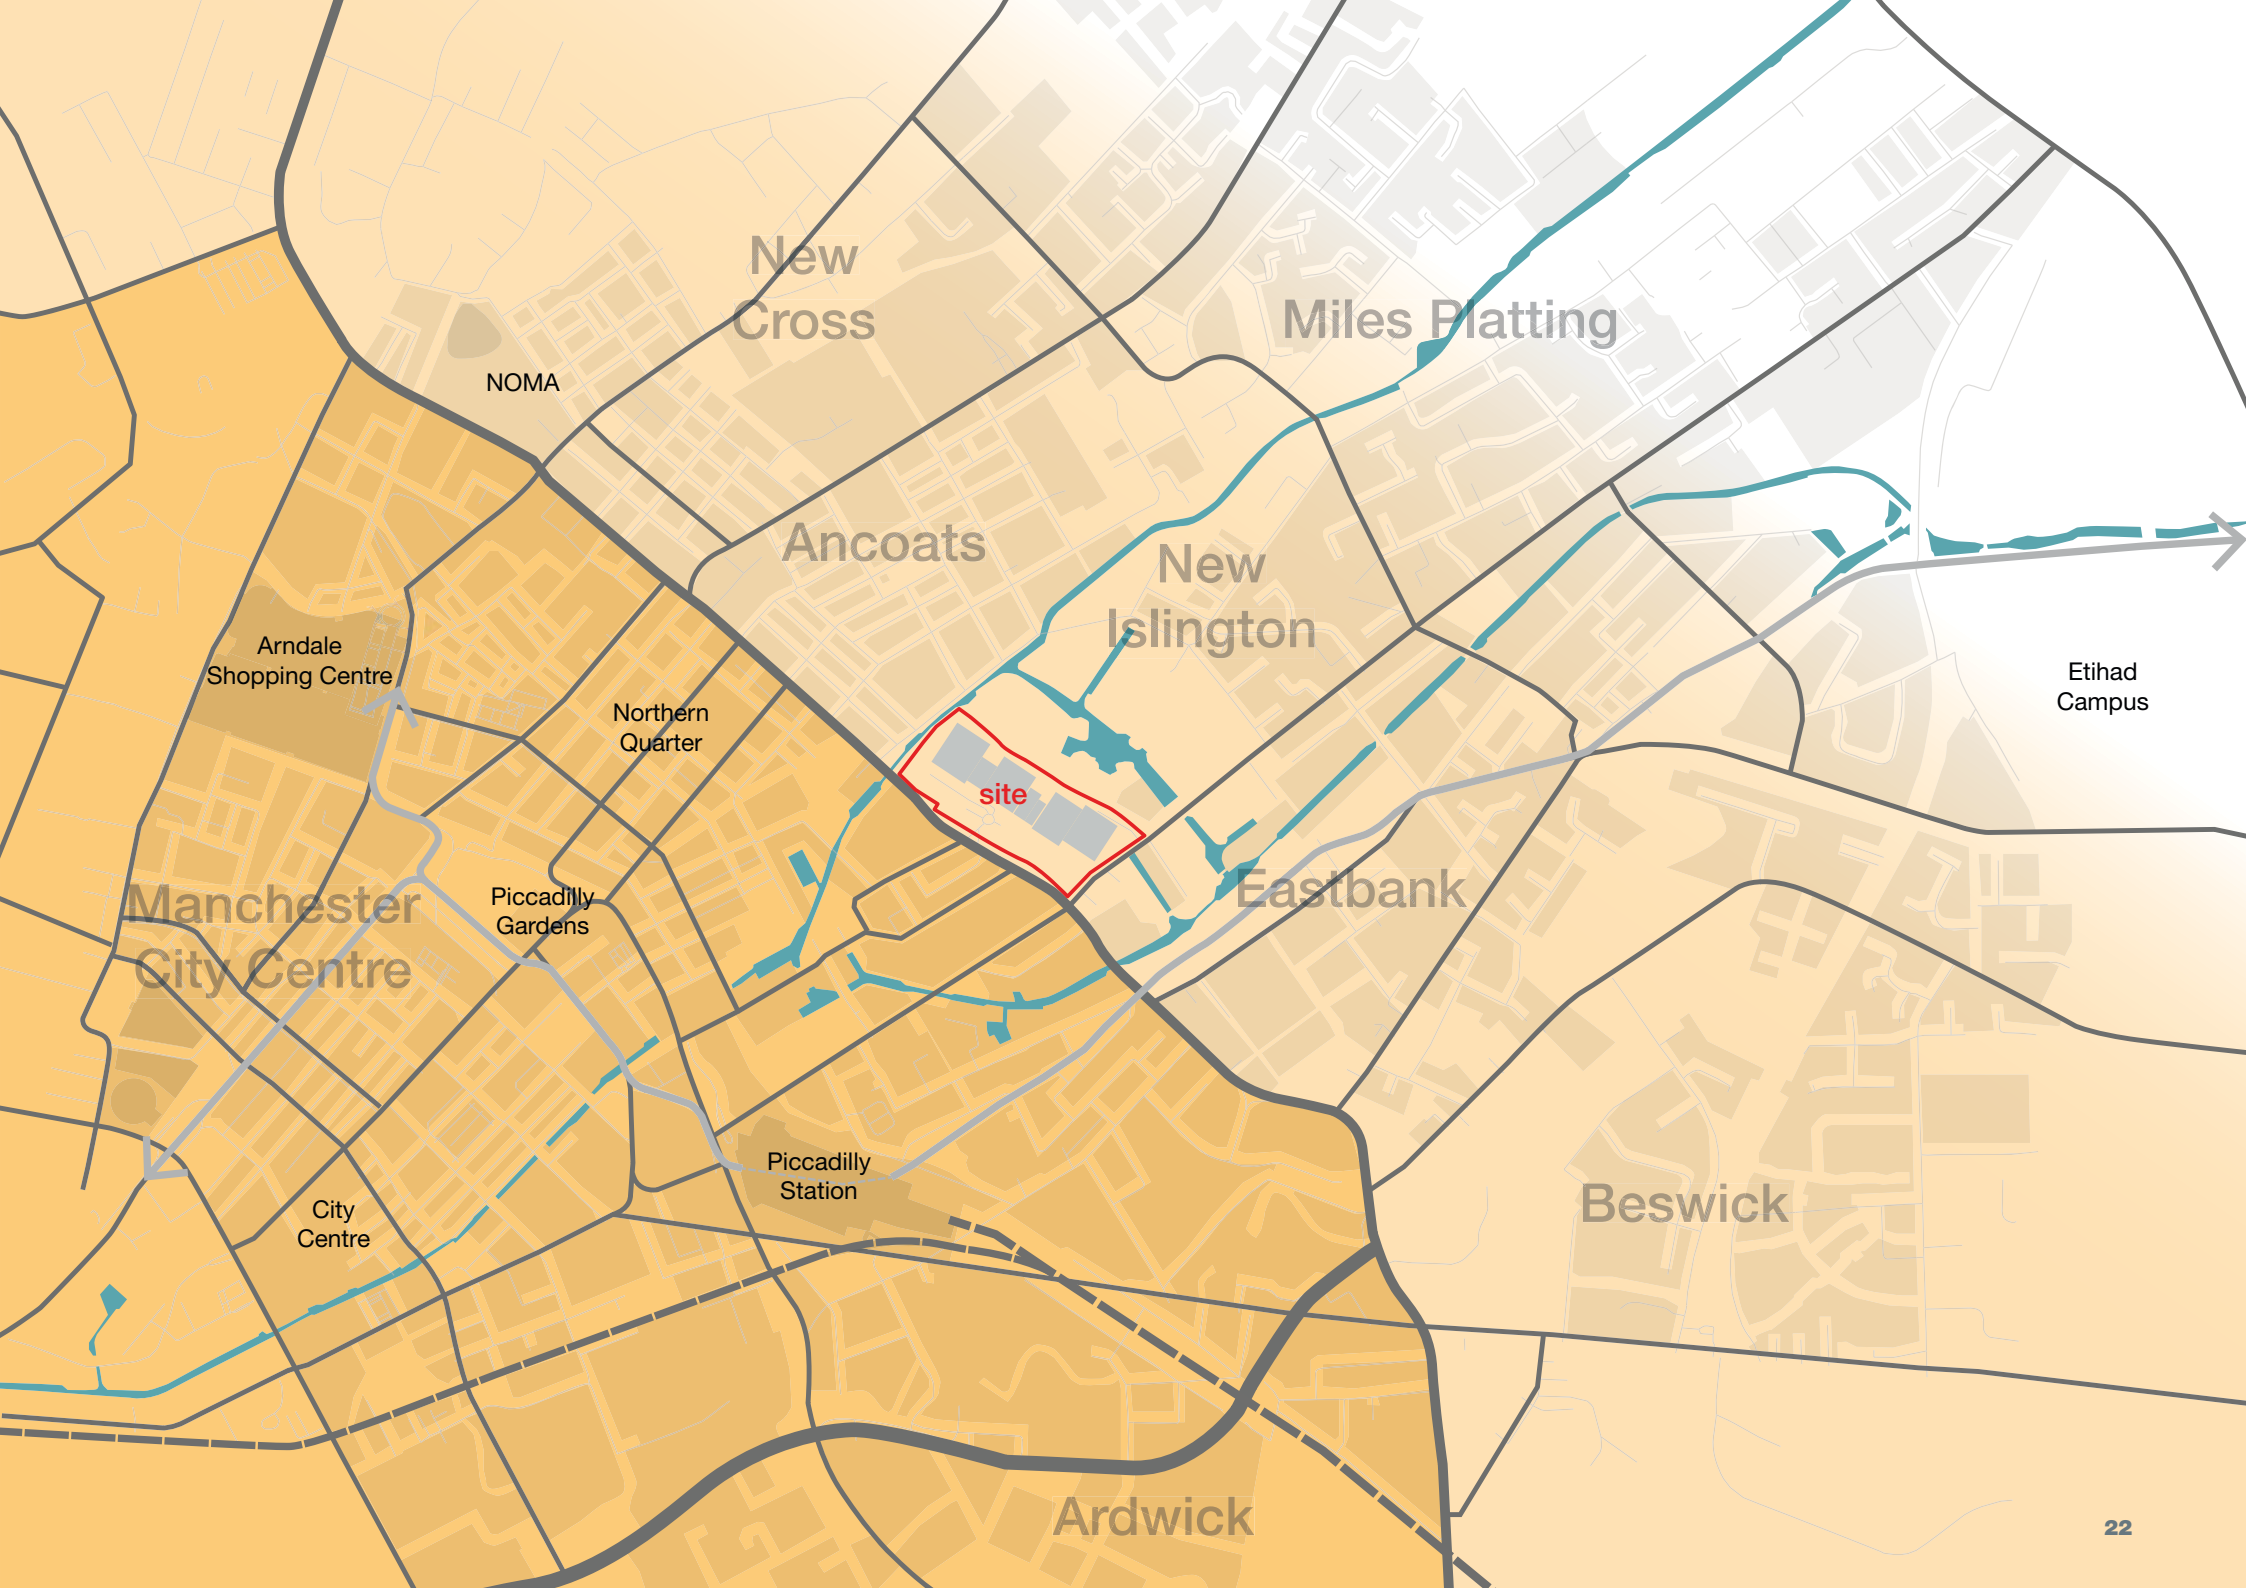 New
Cross
Miles Platting
NOMA
Ancoats
New
Islington
Arndale
Shopping Centre
Northern
Quarter
Etihad
Campus
site
Manchester
City Centre
Piccadilly
Gardens
Eastbank
Piccadilly
Station
City
Centre
Beswick
Ardwick
22